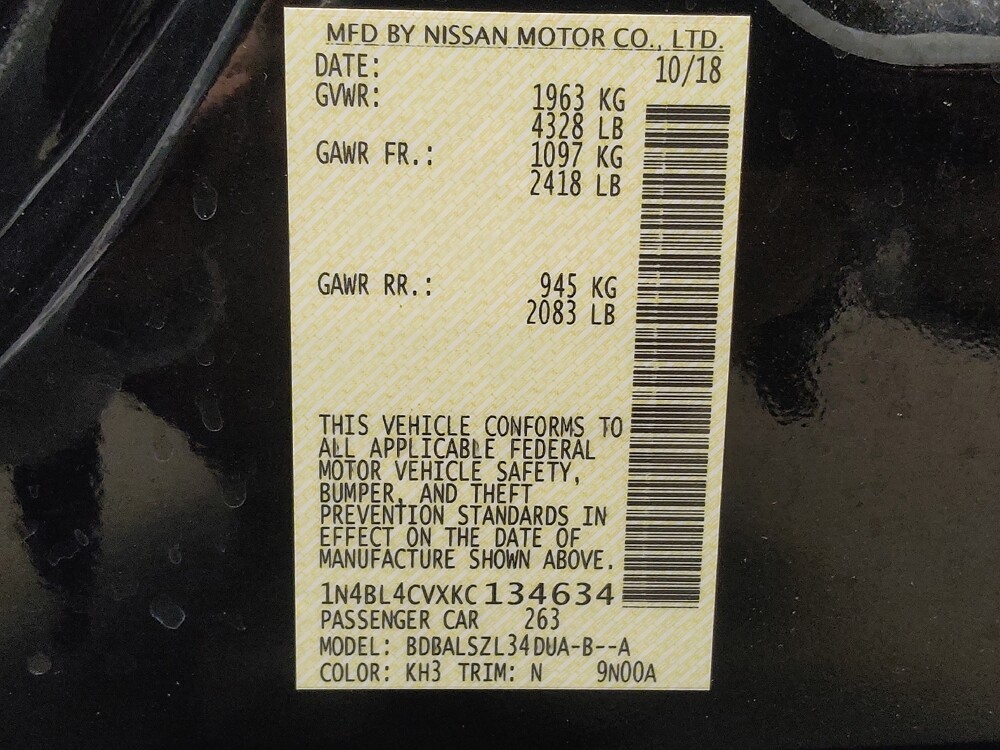 MFD BY NISSAN MOTOR CO., LTD.
DATE: 10/18
GVWR: 1963 KG
4328 LB
GAWR FR.: 1097 KG
2418 LB
GAWR RR.: 945 KG
2083 LB
THIS VEHICLE CONFORMS TO
ALL APPLICABLE FEDERAL
MOTOR VEHICLE SAFETY,
BUMPER, AND THEFT
PREVENTION STANDARDS IN
EFFECT ON THE DATE OF
MANUFACTURE SHOWN ABOVE.
1N4BL4CVXKC134634
PASSENGER CAR 263
MODEL: BDBALSZL34DUA-B--A
COLOR: KH3 TRIM: N 9N00A